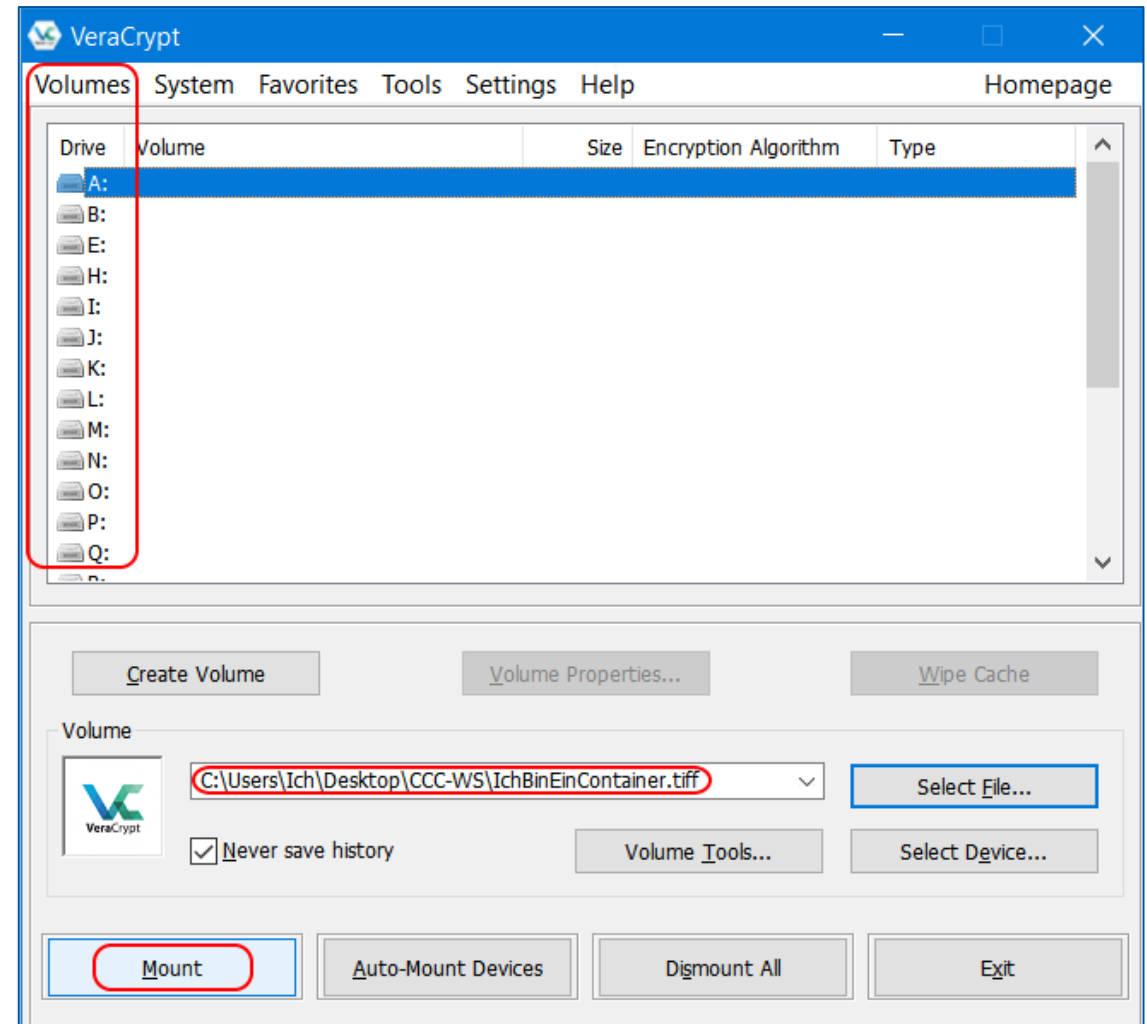 VeraCrypt
Volumes System Favorites Tools Settings Help Homepage
Drive Volume Size Encryption Algorithm Type
A:
B:
E:
H:
I:
J:
K:
L:
M:
N:
O:
P:
Q:
Create Volume Volume Properties... Wipe Cache
Volume
C:\Users\Ich\Desktop\CCC-WS\IchBinEinContainer.tiff Select File...
VeraCrypt
Never save history Volume Tools... Select Device...
Mount Auto-Mount Devices Dismount All Exit